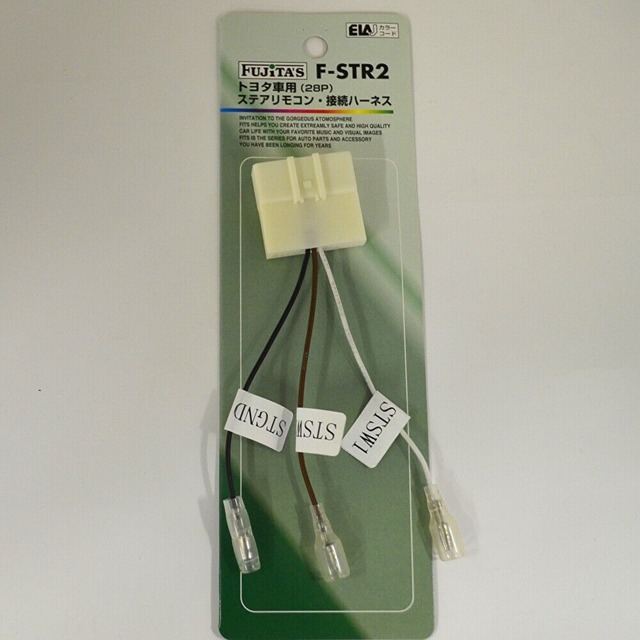 ELAJ カラー
コード
FUJiTA'S F-STR2
トヨタ車用(28P)
ステアリモコン・接続ハーネス
INVITATION TO THE GORGEOUS ATOMOSPHERE
FITS HELPS YOU CREATE EXTREAMLY SAFE AND HIGH QUALITY
CAR LIFE WITH YOUR FAVORITE MUSIC AND VISUAL IMAGES
FITS IS THE SERIES FOR AUTO PARTS AND ACCESSORY
YOU HAVE BEEN LONGING FOR YEARS
STGND
STSW
STSW1